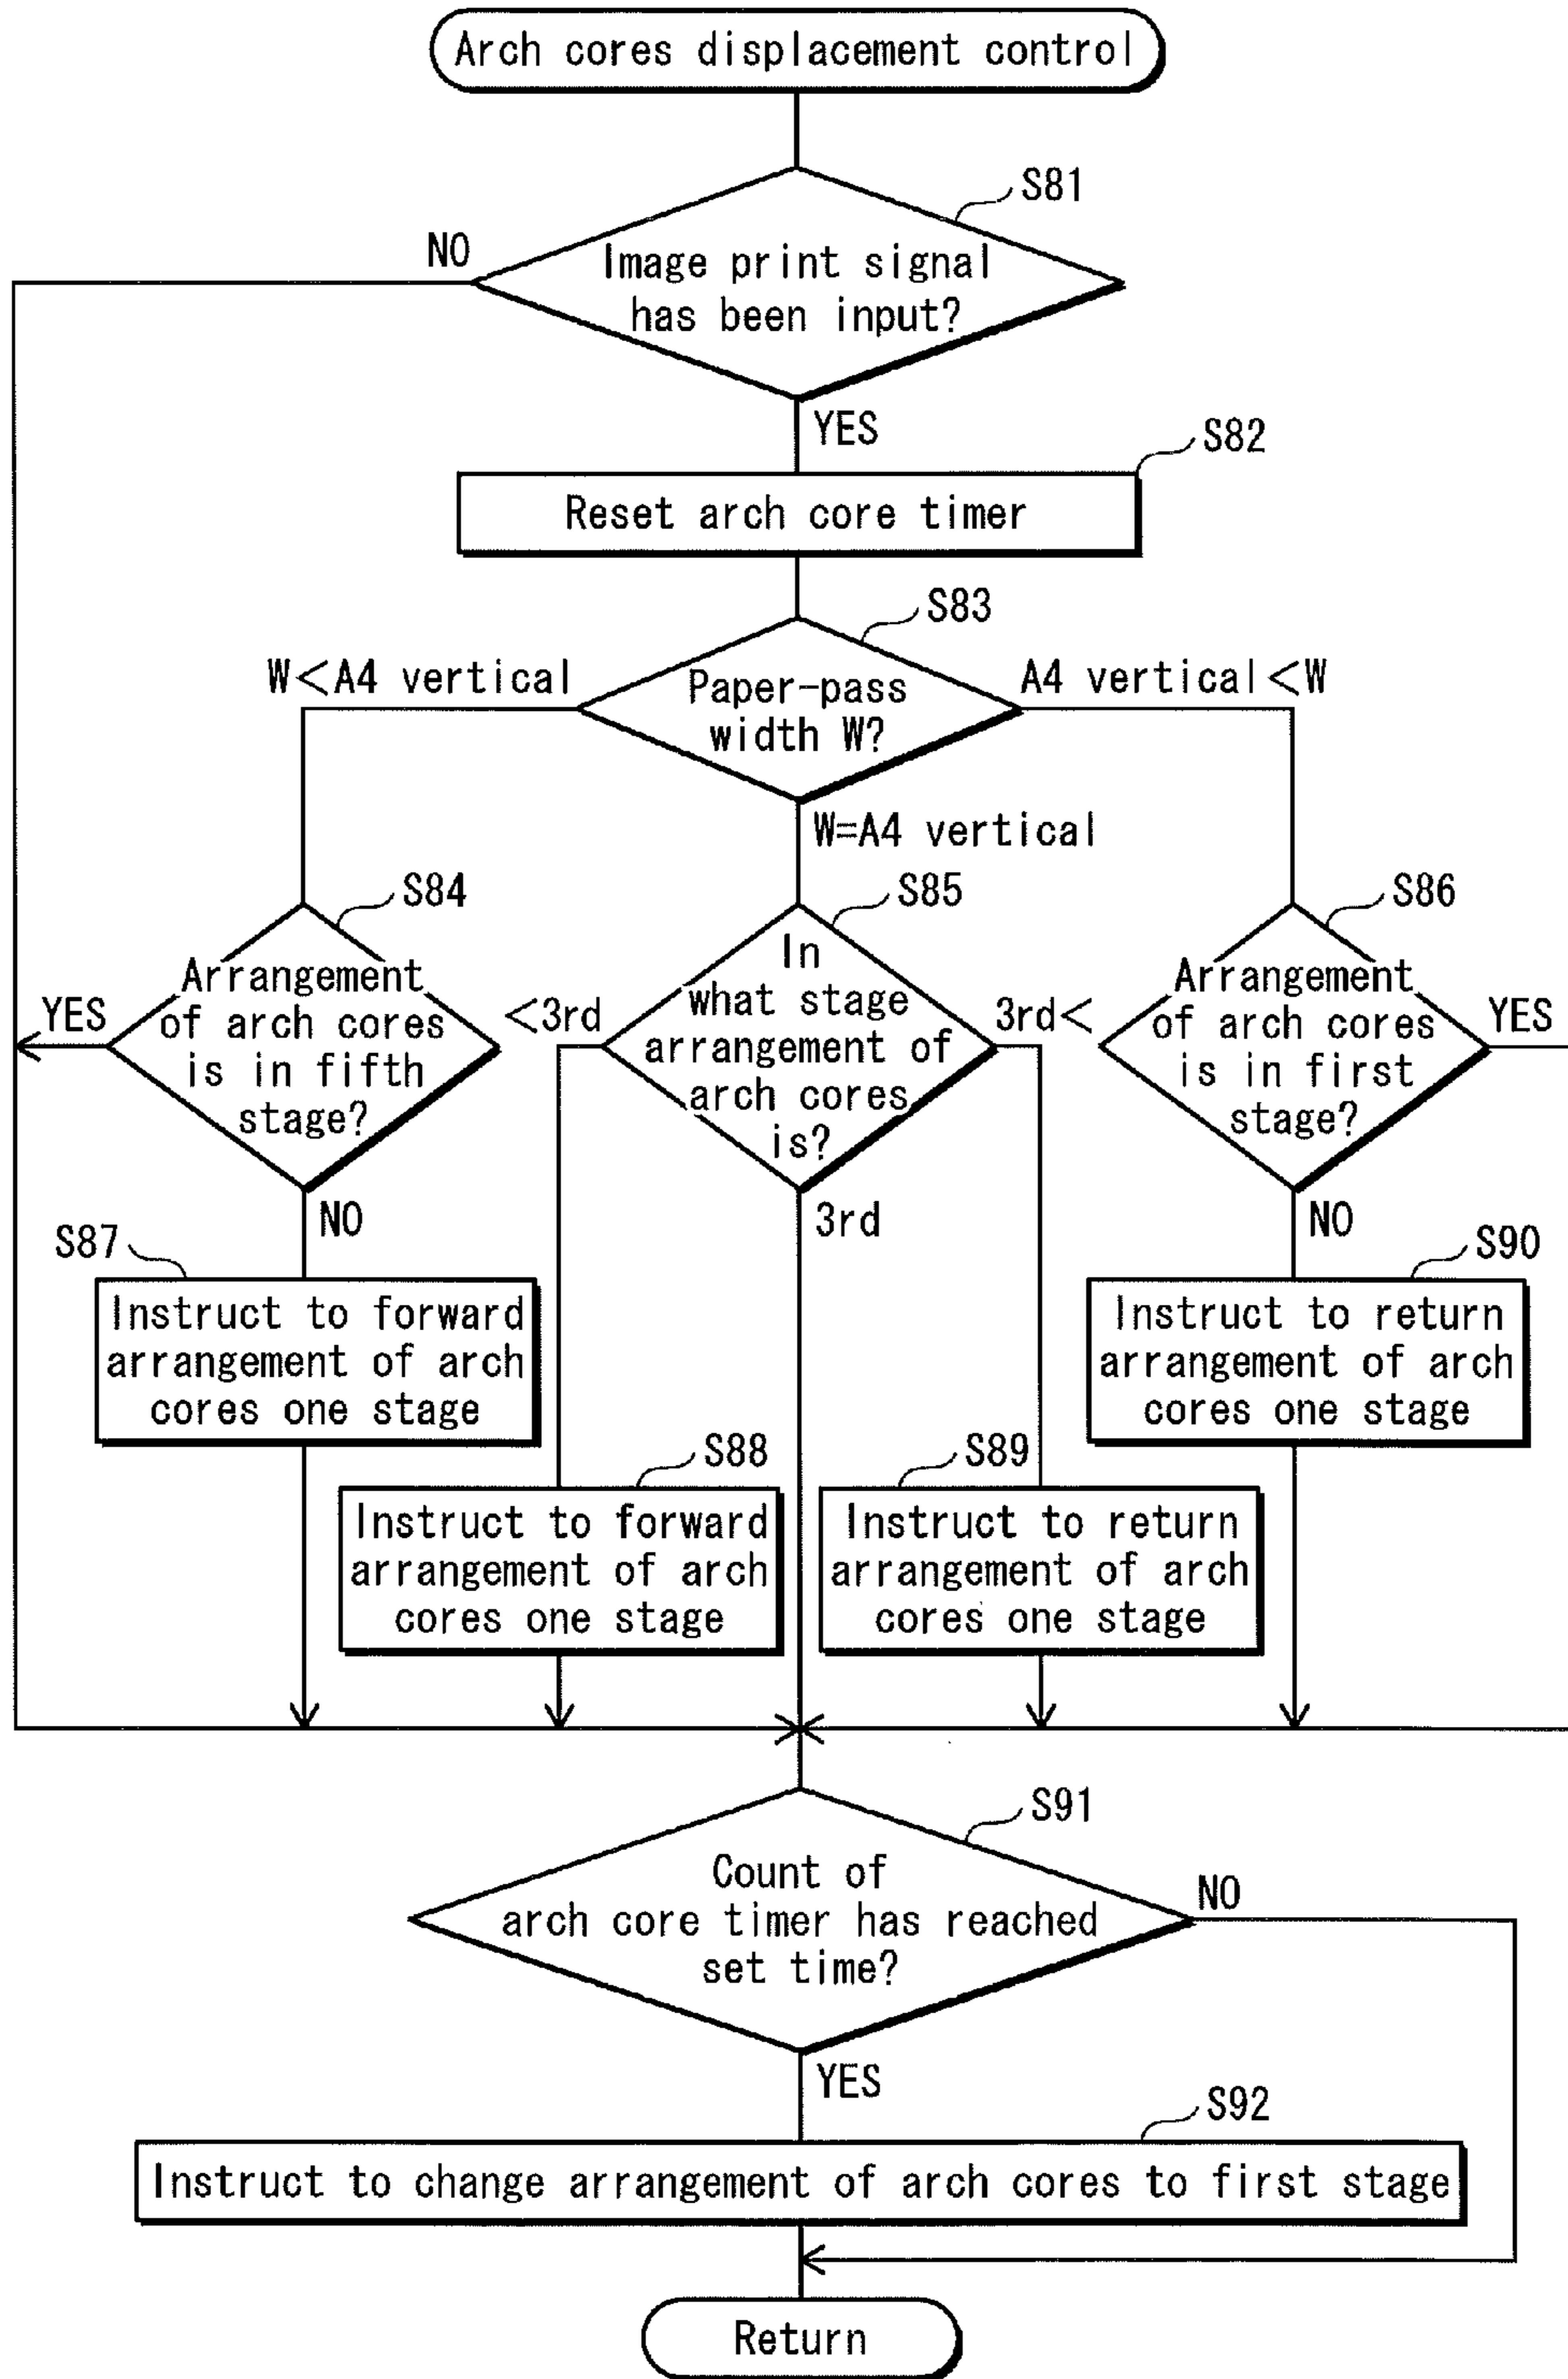 Arch cores displacement control
S81
NO
Image print signal
has been input?
YES
S82
Reset arch core timer
S83
W<A4 vertical
Paper-pass
width W?
A4 vertical<W
W=A4 vertical
S84
S85
S86
YES
Arrangement
of arch cores
is in fifth
stage?
<3rd
In
what stage
arrangement of
arch cores
is?
3rd<
Arrangement
of arch cores
is in first
stage?
YES
NO
3rd
NO
S87
S90
Instruct to forward
arrangement of arch
cores one stage
Instruct to return
arrangement of arch
cores one stage
S88
S89
Instruct to forward
arrangement of arch
cores one stage
Instruct to return
arrangement of arch
cores one stage
S91
Count of
arch core timer has reached
set time?
NO
YES
S92
Instruct to change arrangement of arch cores to first stage
Return